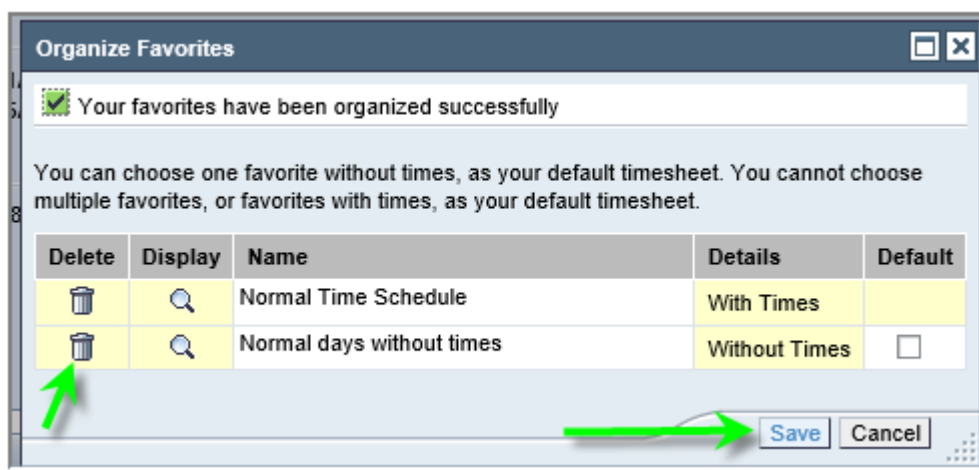 Organize Favorites
Your favorites have been organized successfully
You can choose one favorite without times, as your default timesheet. You cannot choose
multiple favorites, or favorites with times, as your default timesheet.
Delete Display Name Details Default
Normal Time Schedule With Times
Normal days without times Without Times
Save Cancel